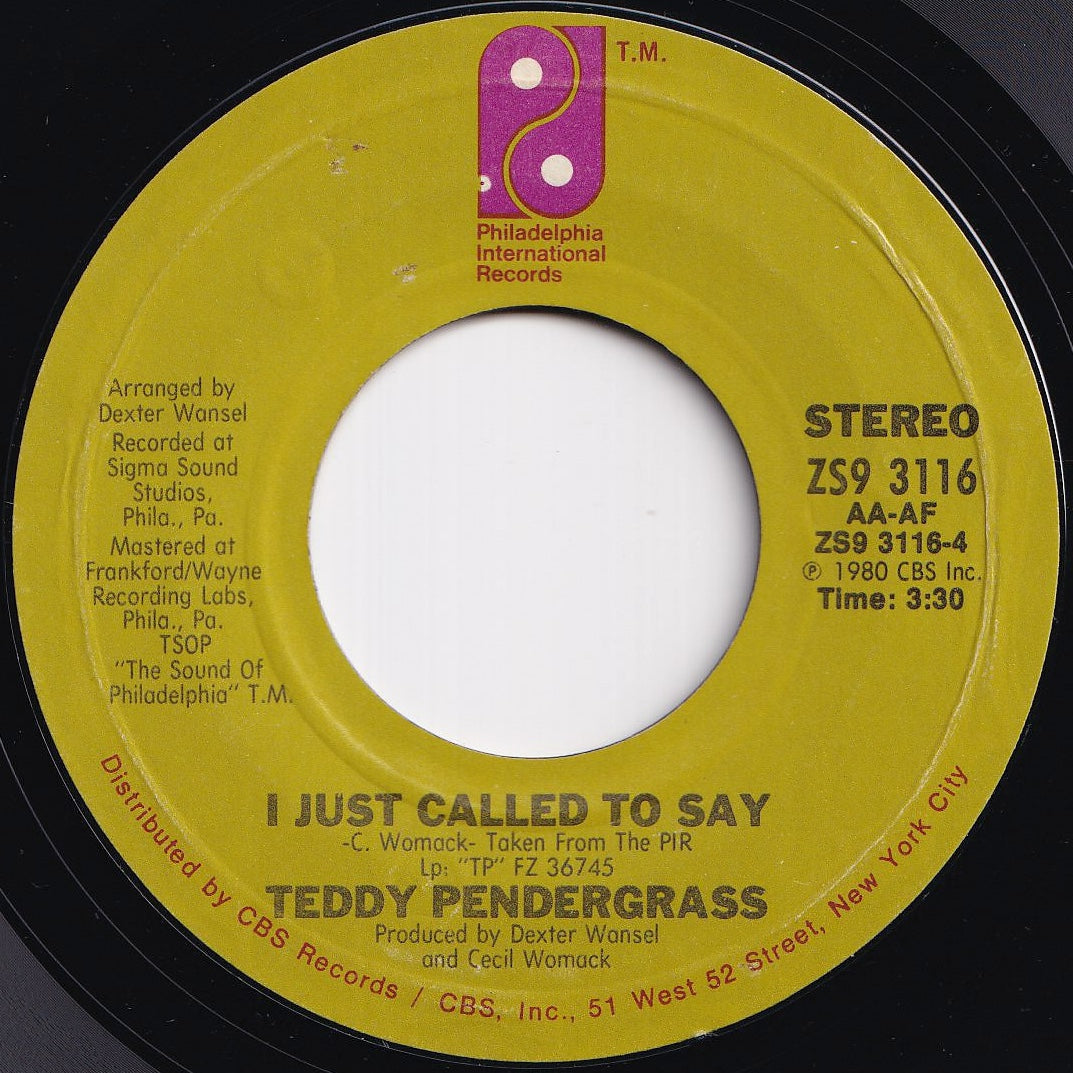 T.M.
Philadelphia
International
Records
Arranged by
Dexter Wansel
Recorded at
Sigma Sound
Studios,
Phila., Pa.
Mastered at
Frankford/Wayne
Recording Labs,
Phila., Pa.
TSOP
"The Sound Of
Philadelphia" T.M.
STEREO
ZS9 3116
AA-AF
ZS9 3116-4
℗ 1980 CBS Inc.
Time: 3:30
I JUST CALLED TO SAY
-C. Womack- Taken From The PIR
Lp: "TP" FZ 36745
TEDDY PENDERGRASS
Produced by Dexter Wansel
and Cecil Womack
Distributed by CBS Records / CBS, Inc., 51 West 52 Street, New York City